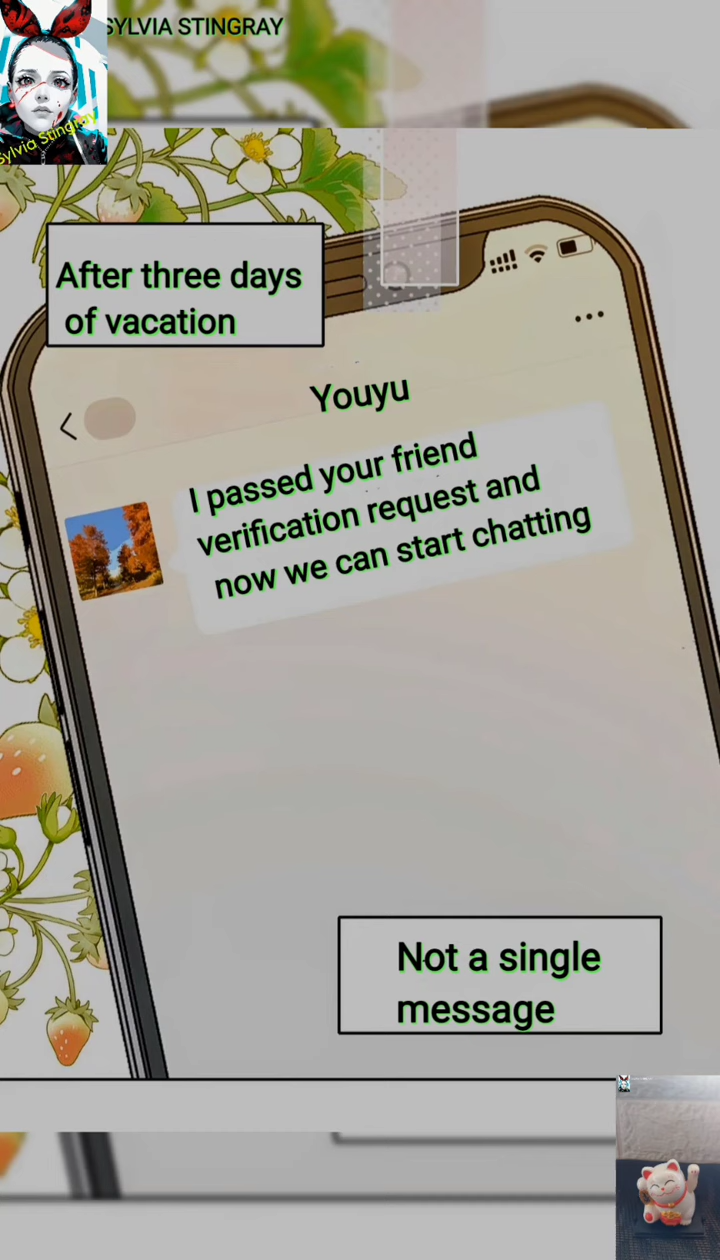 SYLVIA STINGRAY
Sylvia Stingray
After three days
of vacation
Youyu
I passed your friend
verification request and
now we can start chatting
Not a single
message